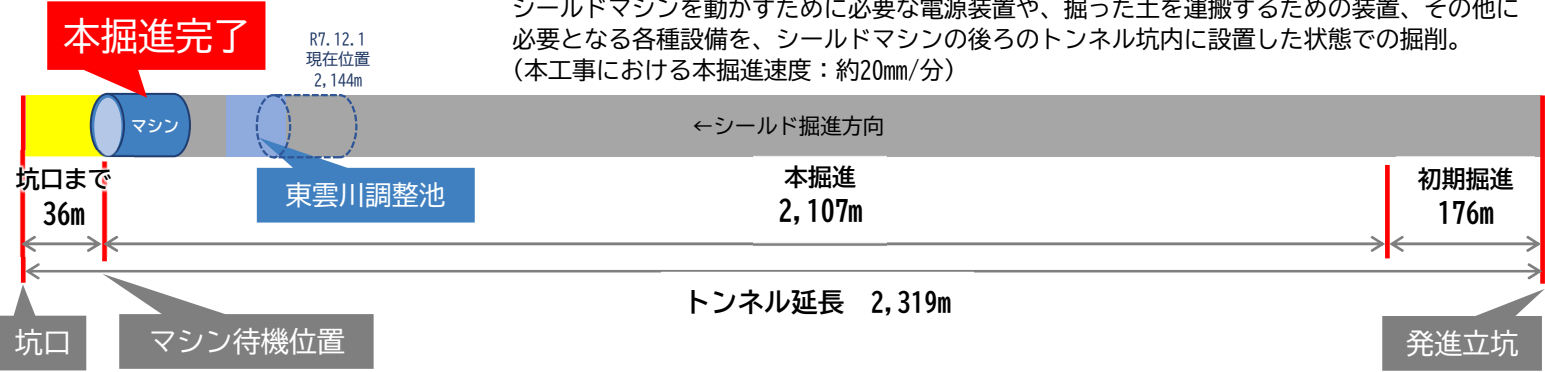 シールドマシンを動かすために必要な電源装置や、掘った土を運搬するための装置、その他に
必要となる各種設備を、シールドマシンの後ろのトンネル坑内に設置した状態での掘削。
(本工事における本掘進速度：約20㎜/分)
本掘進完了
R7.12.1
現在位置
2,144m
マシン
←シールド掘進方向
坑口まで
36m
東雲川調整池
本掘進
2,107m
初期掘進
176m
トンネル延長　2,319m
坑口
マシン待機位置
発進立坑